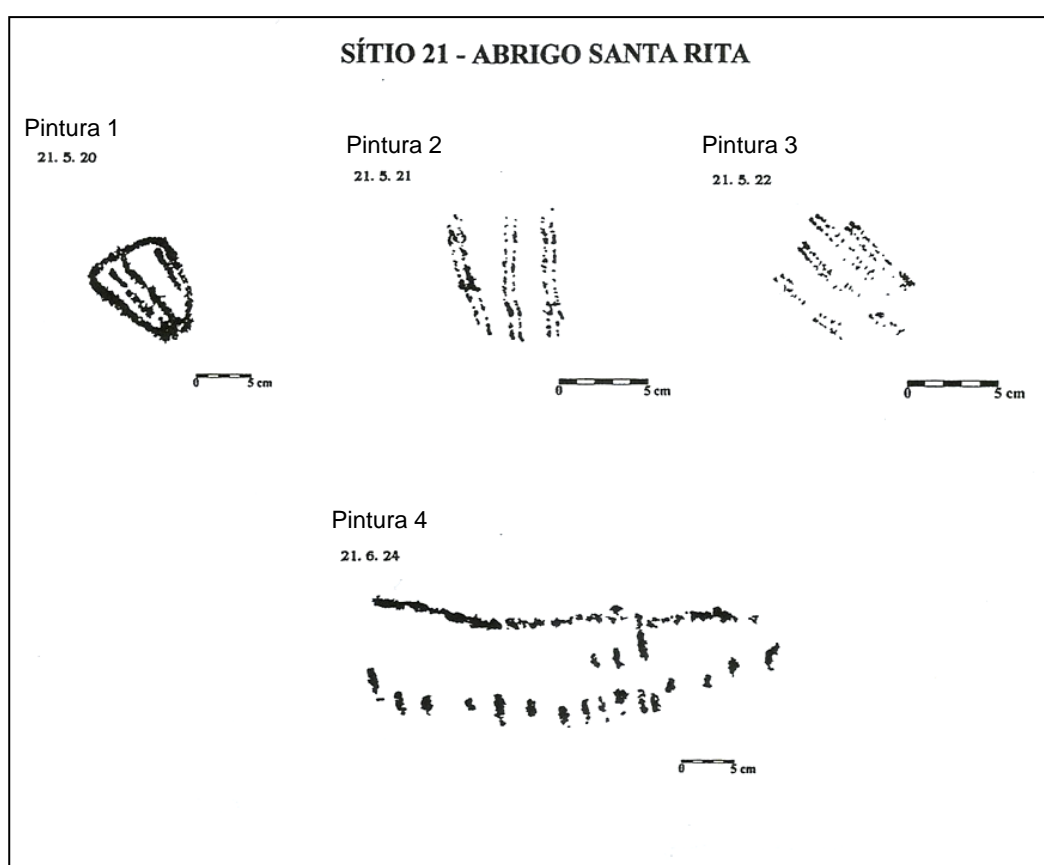 SÍTIO 21 - ABRIGO SANTA RITA
Pintura 1
21. 5. 20
Pintura 2
21. 5. 21
Pintura 3
21. 5. 22
0 5 cm
0 5 cm
0 5 cm
Pintura 4
21. 6. 24
0 5 cm